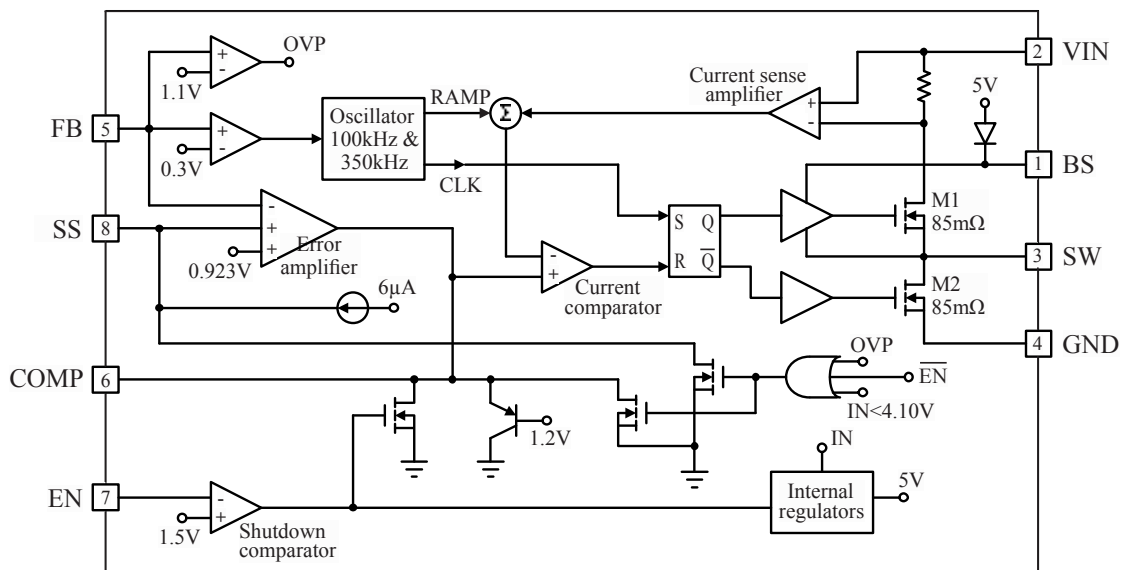 OVP
+
-
1.1V
FB
5
+
-
0.3V
Oscillator
100kHz &
350kHz
RAMP
CLK
Σ
Current sense
amplifier
+
-
2
VIN
5V
1
BS
SS
8
-
+
+
0.923V
Error
amplifier
6µA
-
+
Current
comparator
S Q
R Q̅
M1
85mΩ
3
SW
M2
85mΩ
4
GND
COMP
6
1.2V
OVP
E̅N̅
IN<4.10V
EN
7
-
+
1.5V
Shutdown
comparator
IN
Internal
regulators
5V